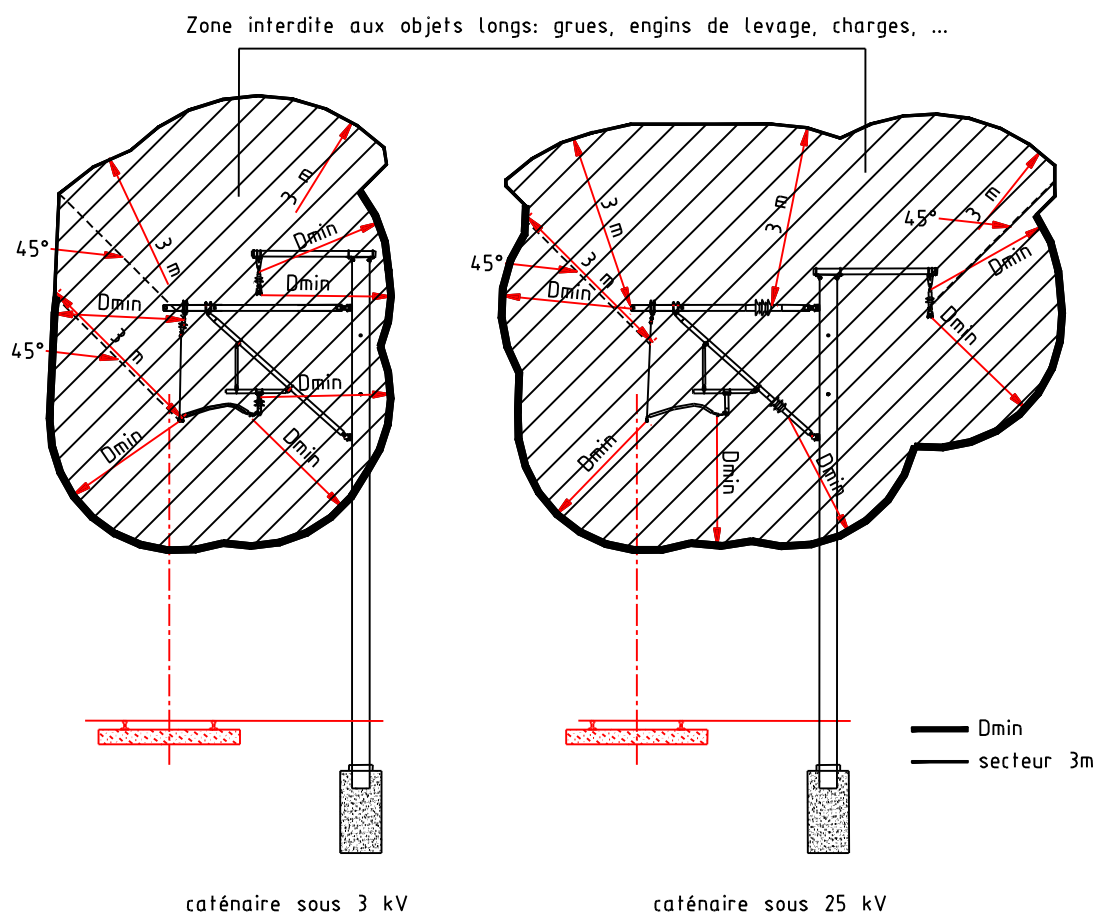 Zone interdite aux objets longs: grues, engins de levage, charges, ...
3 m
3 m
45°
Dmin
Dmin
Dmin
3 m
45°
Dmin
Dmin
Dmin
3 m
3 m
3 m
45°
Dmin
3 m
45°
Dmin
Dmin
Dmin
Dmin
Dmin
Dmin
secteur 3m
caténaire sous 3 kV
caténaire sous 25 kV